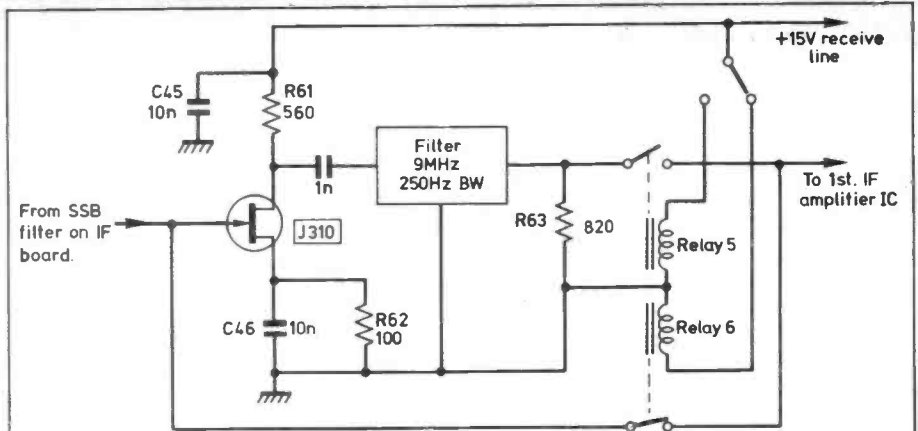 +15V receive
line
C45
10n
R61
560
1n
Filter
9MHz
250Hz BW
To 1st. IF
amplifier IC
From SSB
filter on IF
board.
J310
R63
820
Relay 5
C46
10n
R62
100
Relay 6